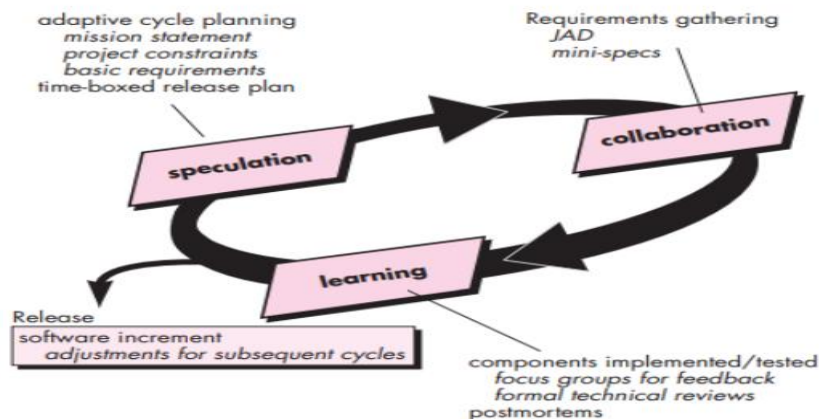 adaptive cycle planning
mission statement
project constraints
basic requirements
time-boxed release plan
Requirements gathering
JAD
mini-specs
speculation
collaboration
learning
Release
software increment
adjustments for subsequent cycles
components implemented/tested
focus groups for feedback
formal technical reviews
postmortems